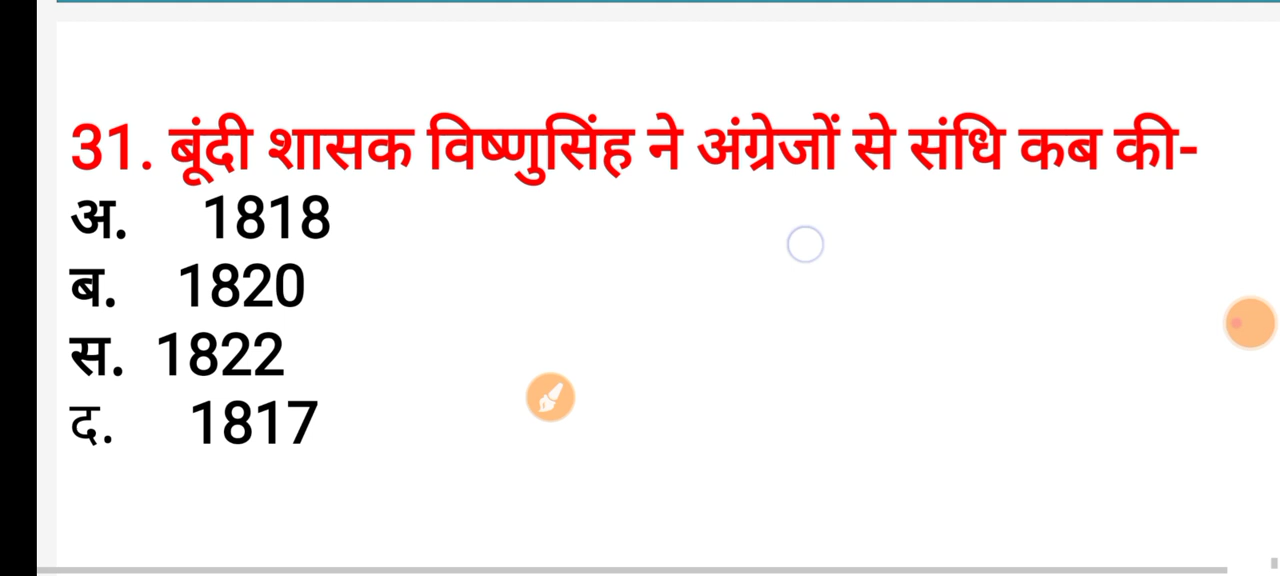 31. बूंदी शासक विष्णुसिंह ने अंग्रेजों से संधि कब की-
अ. 1818
ब. 1820
स. 1822
द. 1817